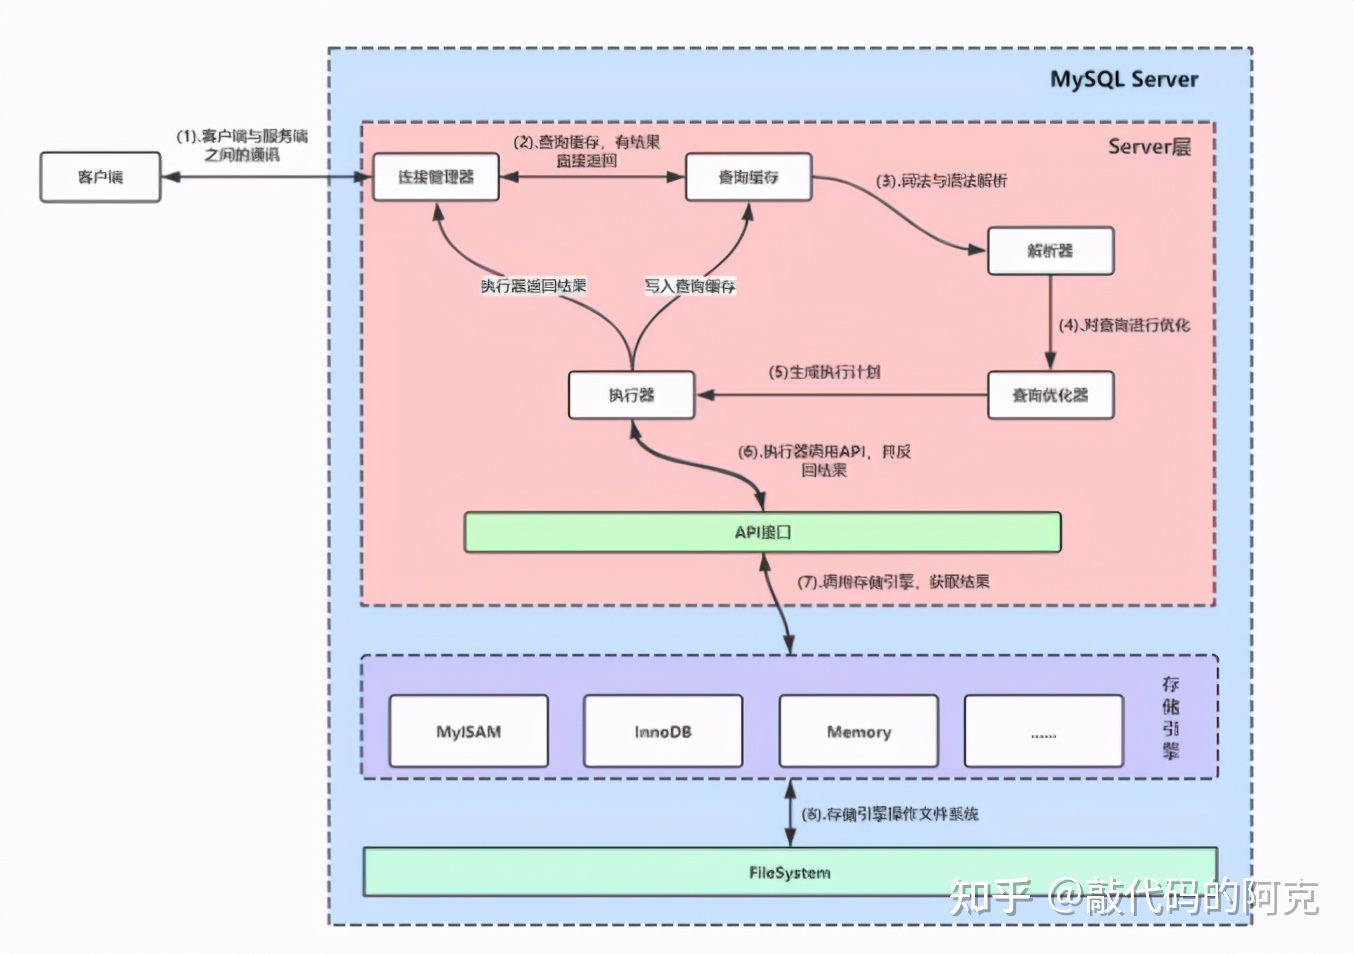 MySQL Server
Server层
(1).客户端与服务端
之间的通讯
客户端
连接管理器
(2).查询缓存，有结果
直接返回
查询缓存
(3).词法与语法解析
解析器
执行器返回结果
写入查询缓存
(4).对查询进行优化
执行器
(5)生成执行计划
查询优化器
(6).执行器调用API，并反
回结果
API接口
(7).调用存储引擎，获取结果
存
储
引
擎
MyISAM
InnoDB
Memory
......
(8).存储引擎操作文件系统
FileSystem
知乎 @敲代码的阿克